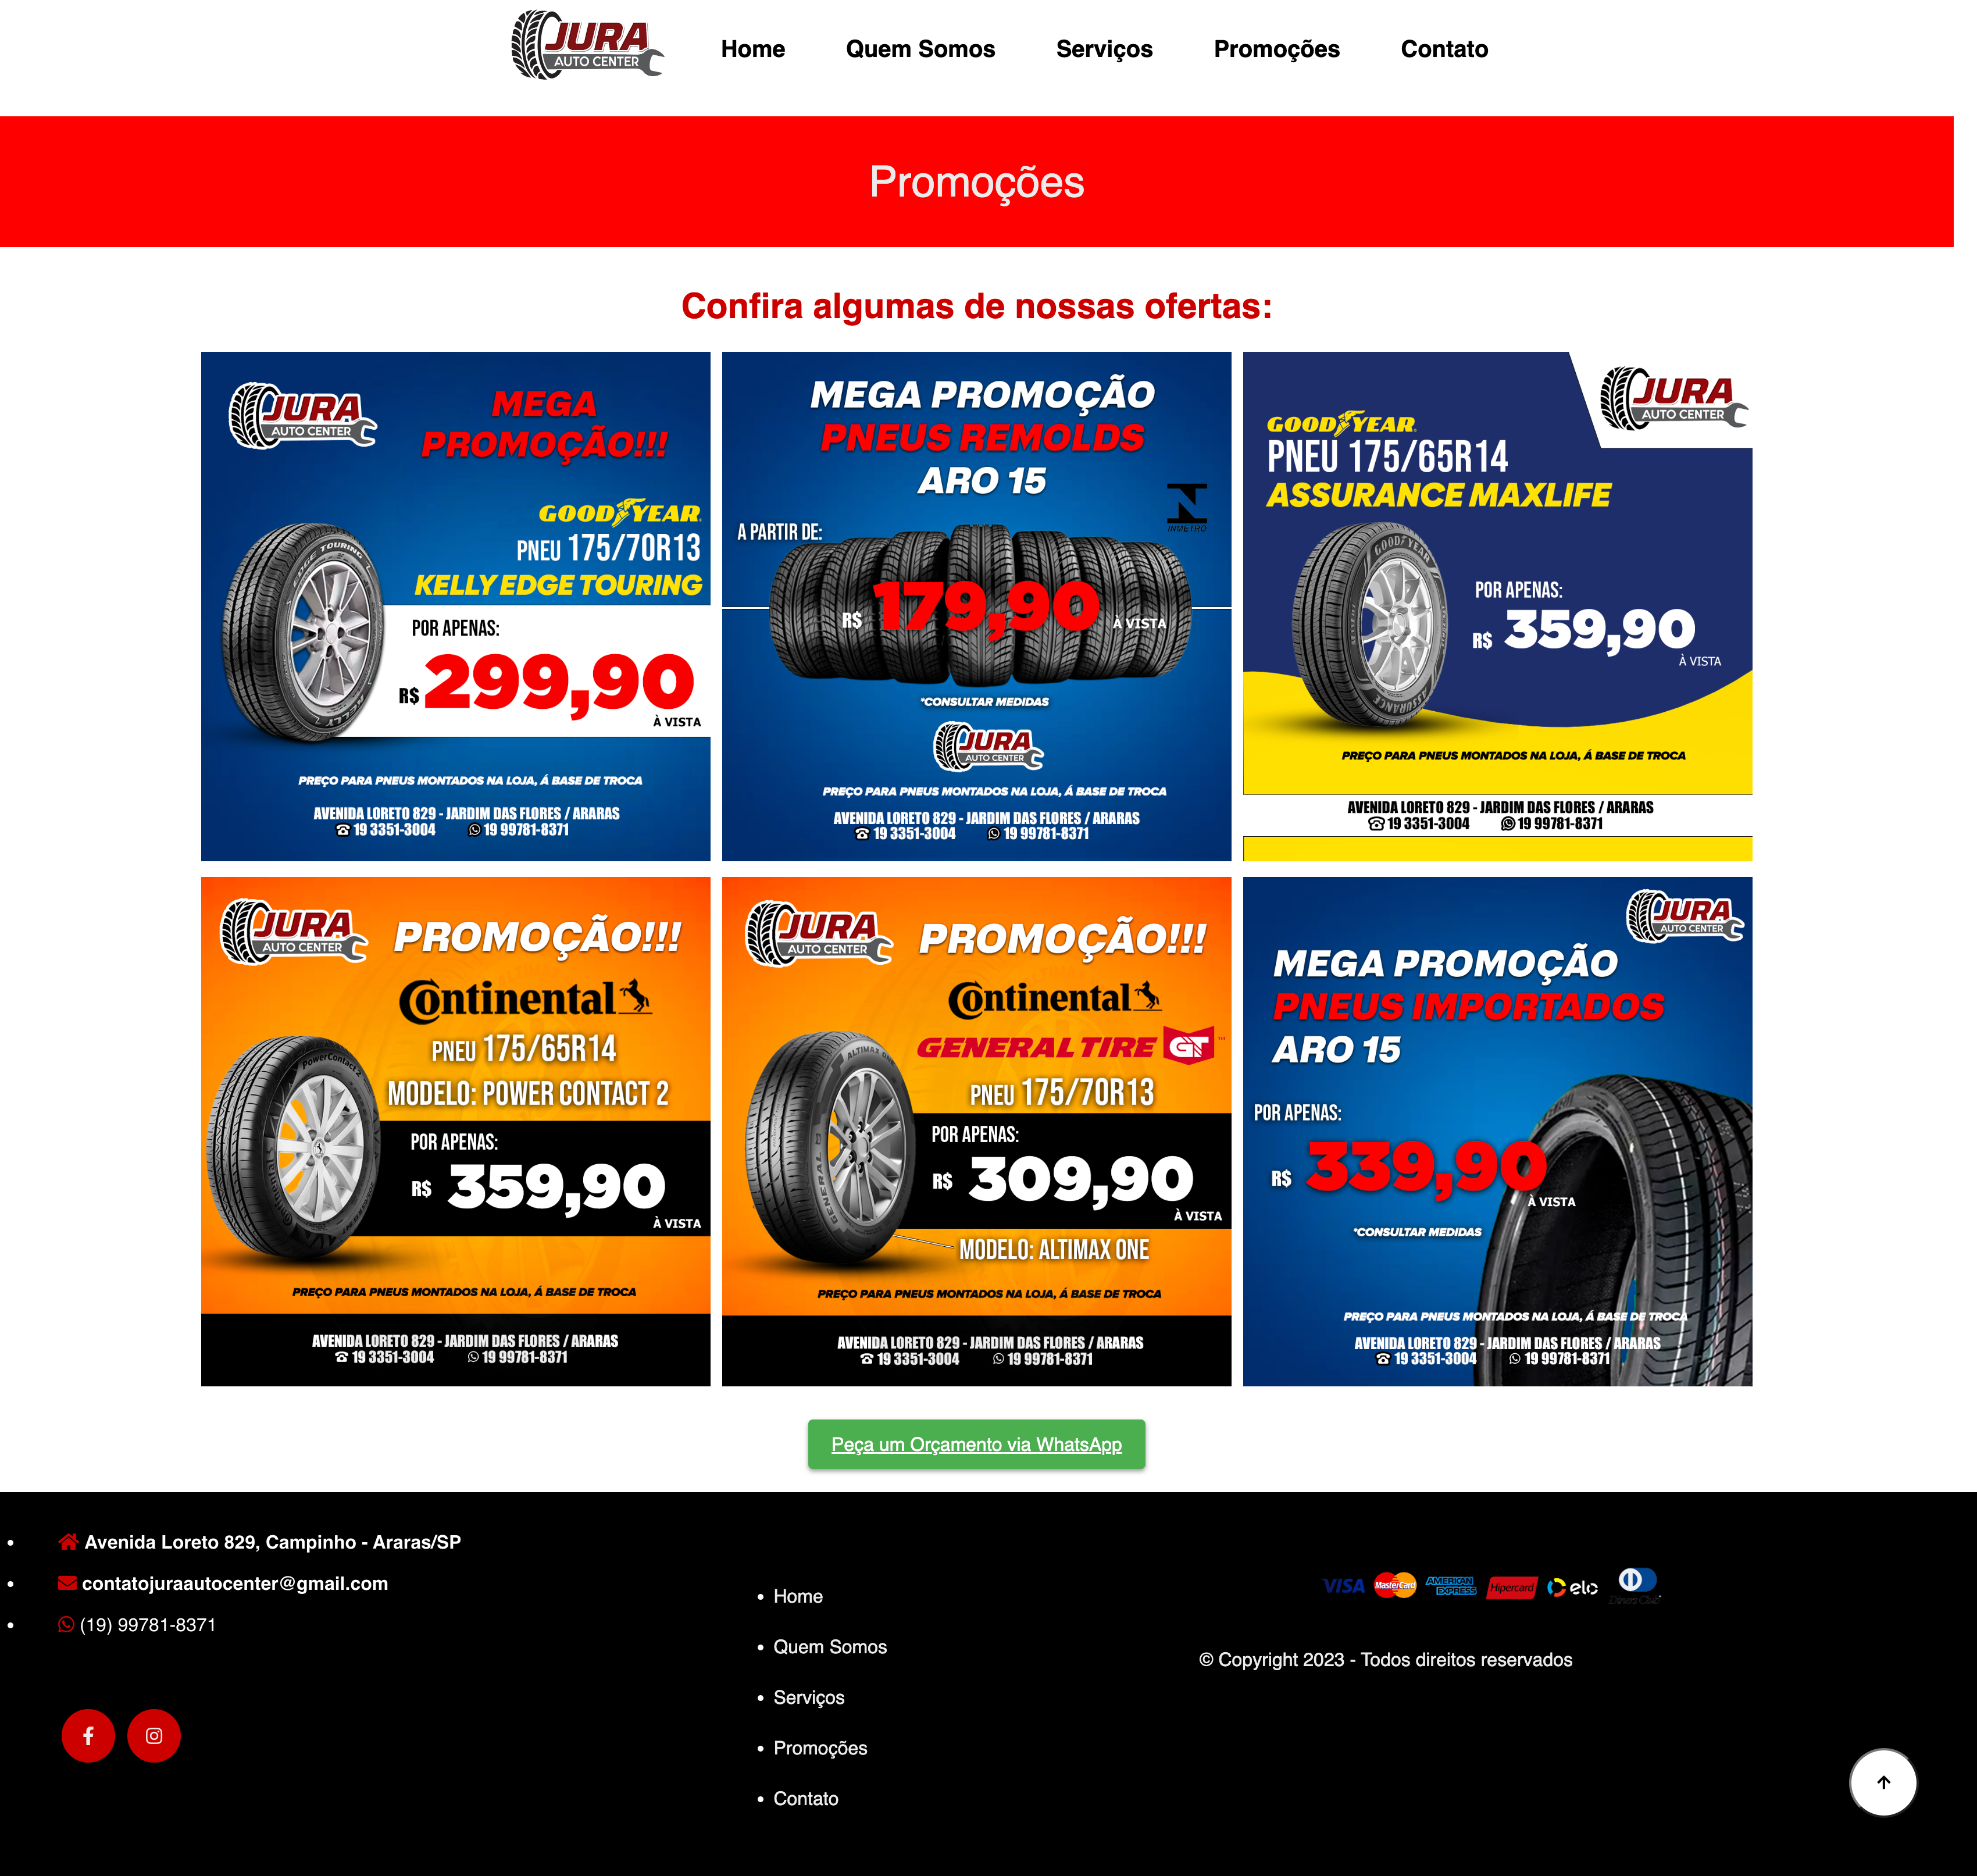 JURA
AUTO CENTER
Home
Quem Somos
Serviços
Promoções
Contato
Promoções
Confira algumas de nossas ofertas:
JURA
AUTO CENTER
MEGA
PROMOÇÃO!!!
GOODYEAR
PNEU 175/70R13
KELLY EDGE TOURING
POR APENAS:
R$ 299,90
À VISTA
PREÇO PARA PNEUS MONTADOS NA LOJA, Á BASE DE TROCA
AVENIDA LORETO 829 - JARDIM DAS FLORES / ARARAS
19 3351-3004 19 99781-8371
MEGA PROMOÇÃO
PNEUS REMOLDS
ARO 15
INMETRO
A PARTIR DE:
R$ 179,90
À VISTA
*CONSULTAR MEDIDAS
JURA
AUTO CENTER
PREÇO PARA PNEUS MONTADOS NA LOJA, Á BASE DE TROCA
AVENIDA LORETO 829 - JARDIM DAS FLORES / ARARAS
19 3351-3004 19 99781-8371
JURA
AUTO CENTER
GOODYEAR
PNEU 175/65R14
ASSURANCE MAXLIFE
POR APENAS:
R$ 359,90
À VISTA
PREÇO PARA PNEUS MONTADOS NA LOJA, Á BASE DE TROCA
AVENIDA LORETO 829 - JARDIM DAS FLORES / ARARAS
19 3351-3004 19 99781-8371
JURA
AUTO CENTER
PROMOÇÃO!!!
Continental
PNEU 175/65R14
MODELO: POWER CONTACT 2
PowerContact 2
POR APENAS:
R$ 359,90
À VISTA
PREÇO PARA PNEUS MONTADOS NA LOJA, Á BASE DE TROCA
AVENIDA LORETO 829 - JARDIM DAS FLORES / ARARAS
19 3351-3004 19 99781-8371
JURA
AUTO CENTER
PROMOÇÃO!!!
Continental
GENERAL TIRE GT
PNEU 175/70R13
ALTIMAX ONE
GENERAL
POR APENAS:
R$ 309,90
À VISTA
MODELO: ALTIMAX ONE
PREÇO PARA PNEUS MONTADOS NA LOJA, Á BASE DE TROCA
AVENIDA LORETO 829 - JARDIM DAS FLORES / ARARAS
19 3351-3004 19 99781-8371
JURA
AUTO CENTER
MEGA PROMOÇÃO
PNEUS IMPORTADOS
ARO 15
POR APENAS:
R$ 339,90
À VISTA
*CONSULTAR MEDIDAS
PREÇO PARA PNEUS MONTADOS NA LOJA, Á BASE DE TROCA
AVENIDA LORETO 829 - JARDIM DAS FLORES / ARARAS
19 3351-3004 19 99781-8371
Peça um Orçamento via WhatsApp
Avenida Loreto 829, Campinho - Araras/SP
contatojuraautocenter@gmail.com
(19) 99781-8371
Home
Quem Somos
Serviços
Promoções
Contato
VISA MasterCard AMERICAN EXPRESS Hipercard elo Diners Club
© Copyright 2023 - Todos direitos reservados